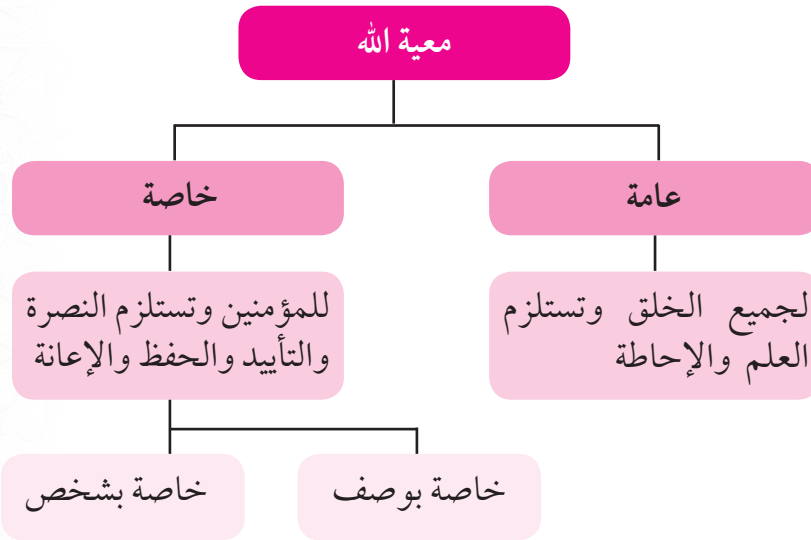 معية الله
عامة
خاصة
لجميع الخلق وتستلزم
العلم والإحاطة
للمؤمنين وتستلزم النصرة
والتأييد والحفظ والإعانة
خاصة بوصف
خاصة بشخص